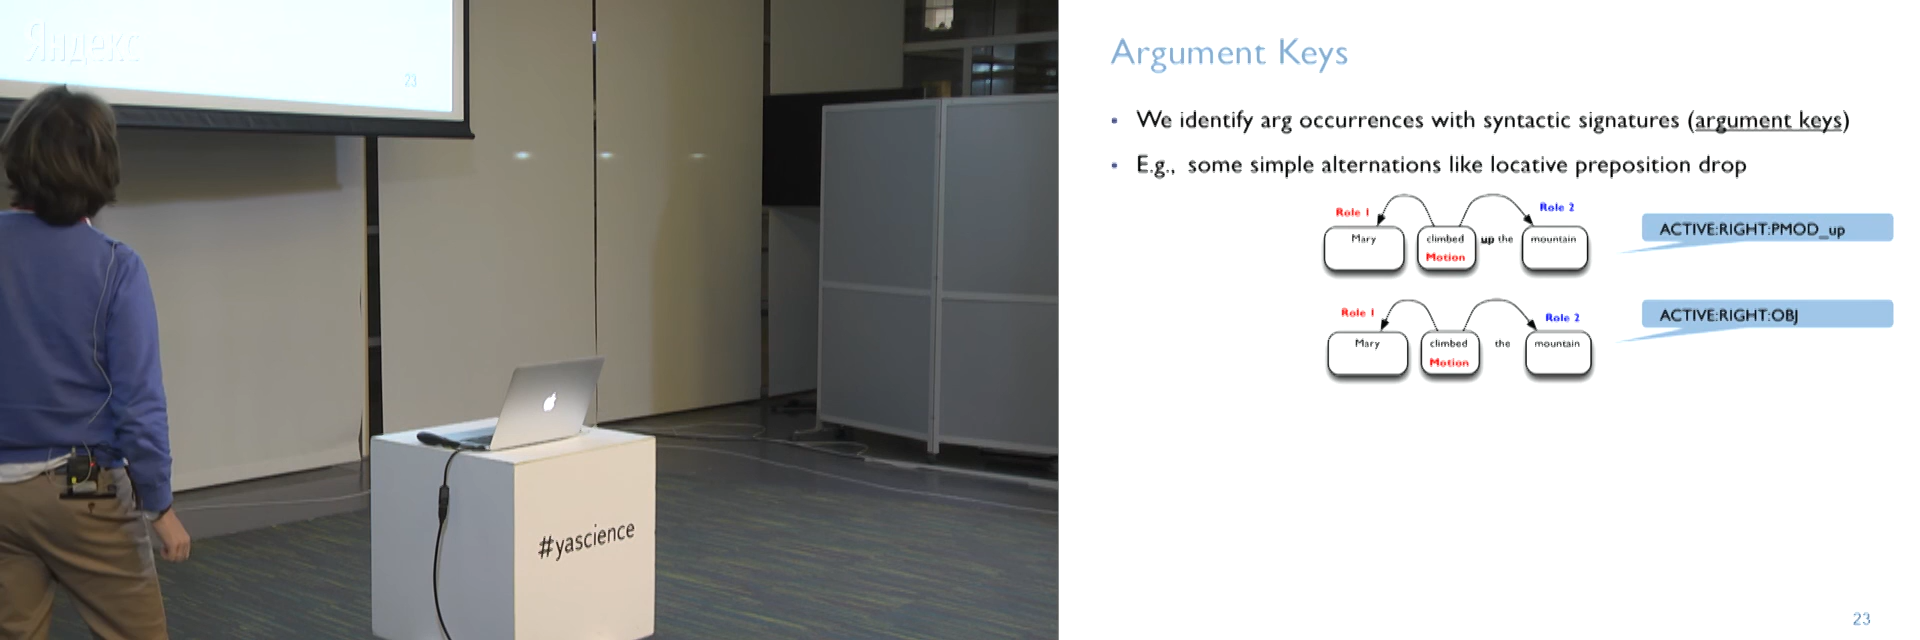 Яндекс
23
#yascience
Argument Keys
• We identify arg occurrences with syntactic signatures (argument keys)
• E.g., some simple alternations like locative preposition drop
Role 1
Role 2
Mary
climbed
up the
mountain
Motion
ACTIVE:RIGHT:PMOD_up
Role 1
Role 2
Mary
climbed
the
mountain
Motion
ACTIVE:RIGHT:OBJ
23